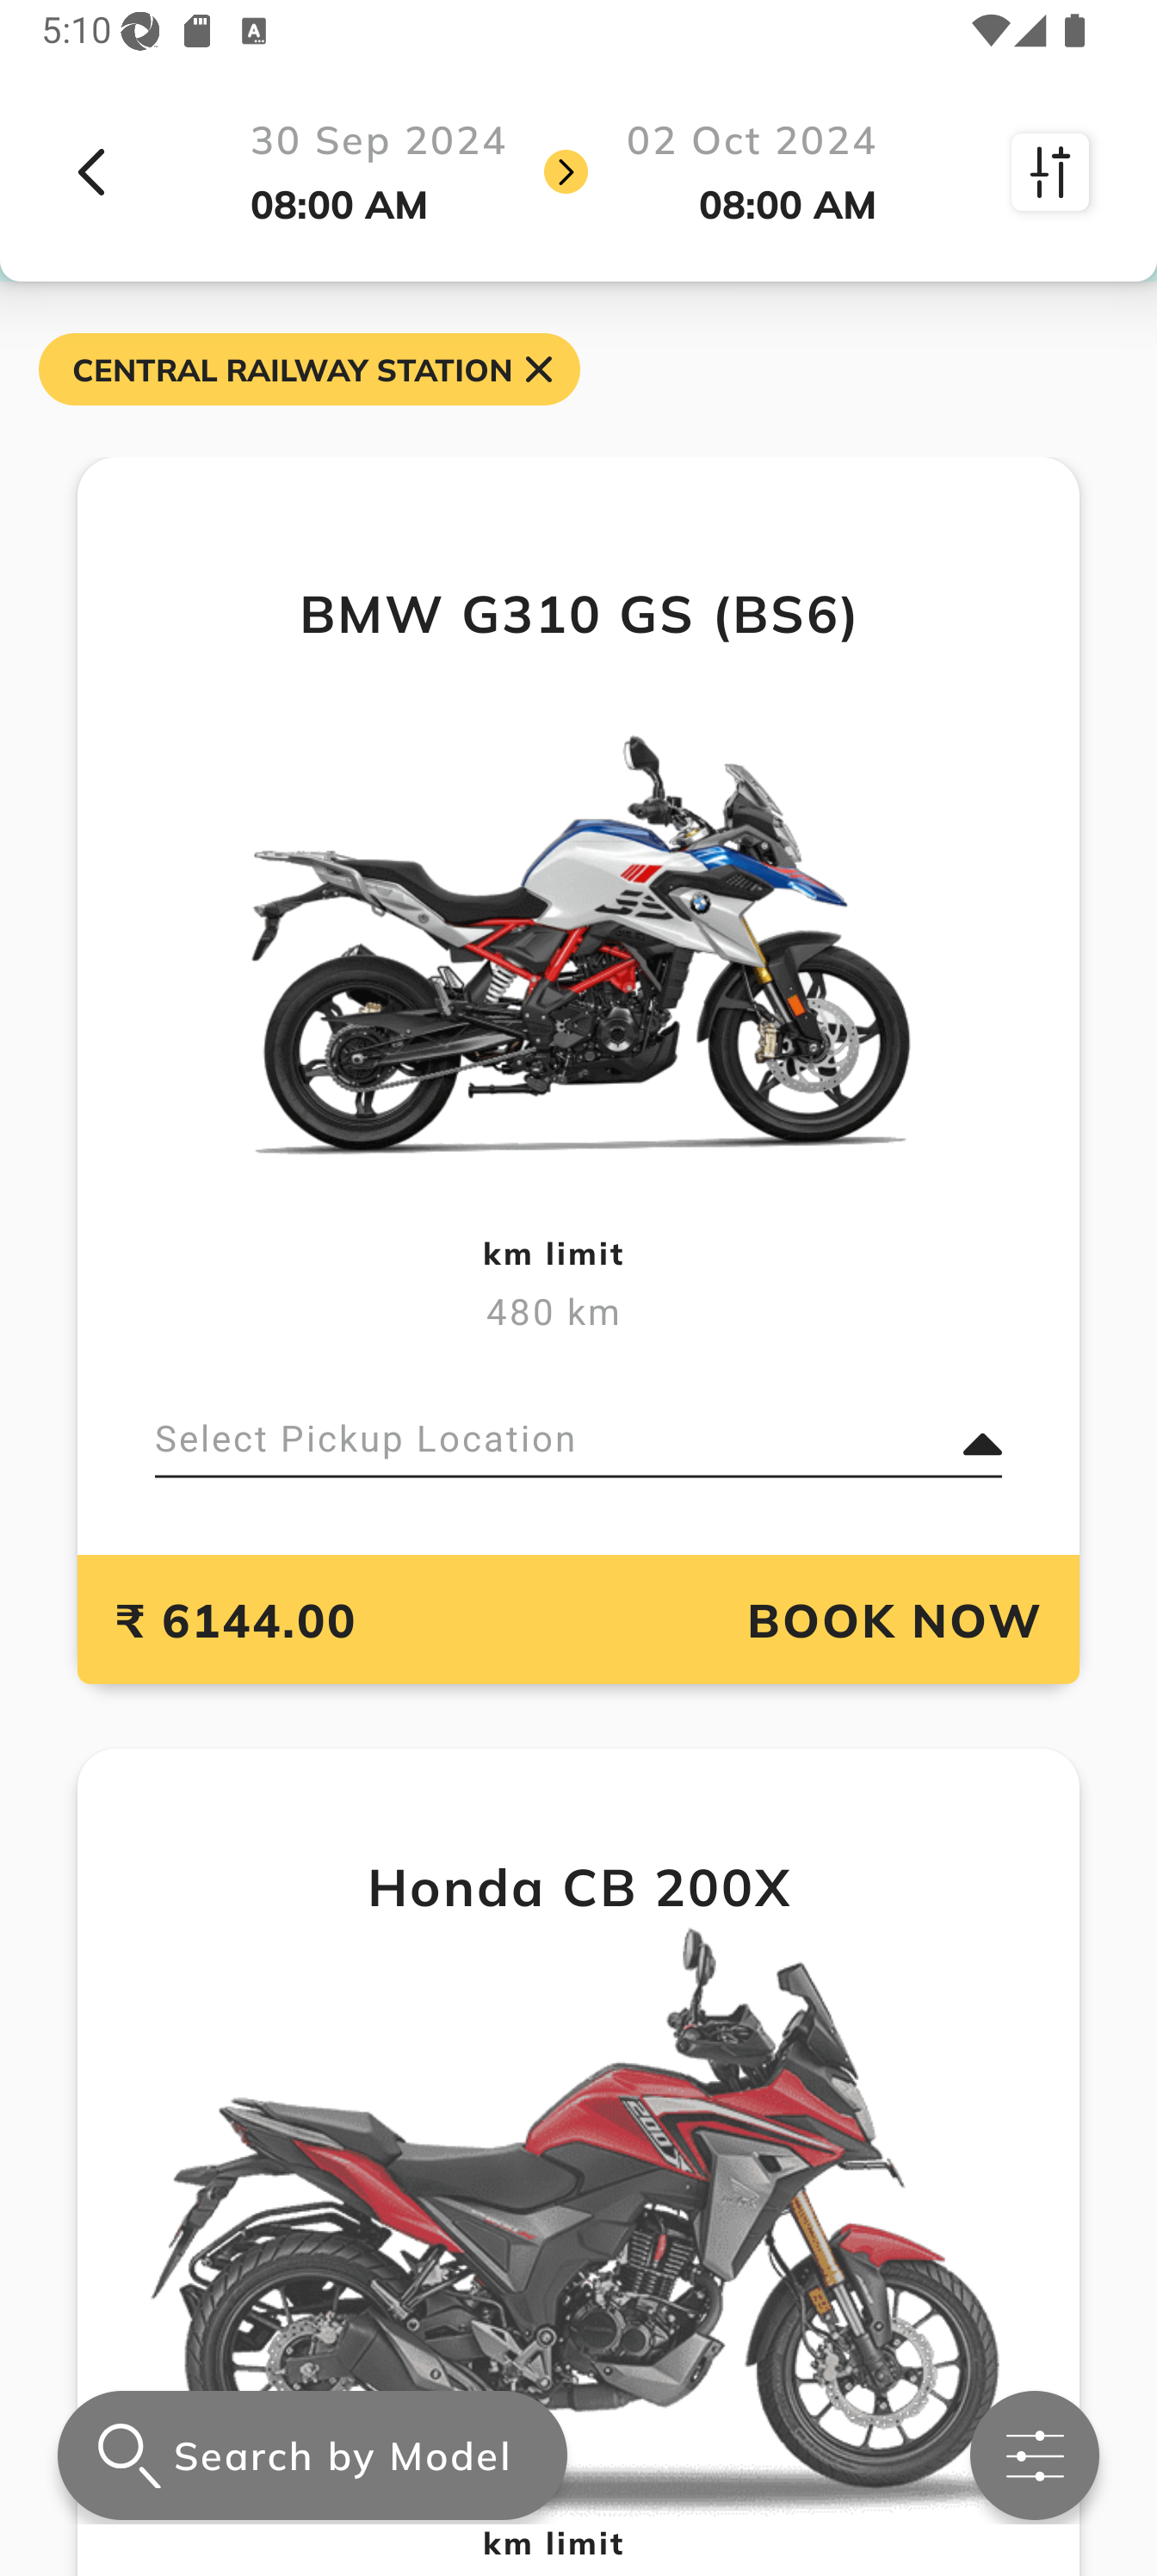 5:10
30 Sep 2024
02 Oct 2024
08:00 AM
08:00 AM
CENTRAL RAILWAY STATION
BMW G310 GS (BS6)
km limit
480 km
Select Pickup Location
₹ 6144.00
BOOK NOW
Honda CB 200X
200X
Search by Model
km limit